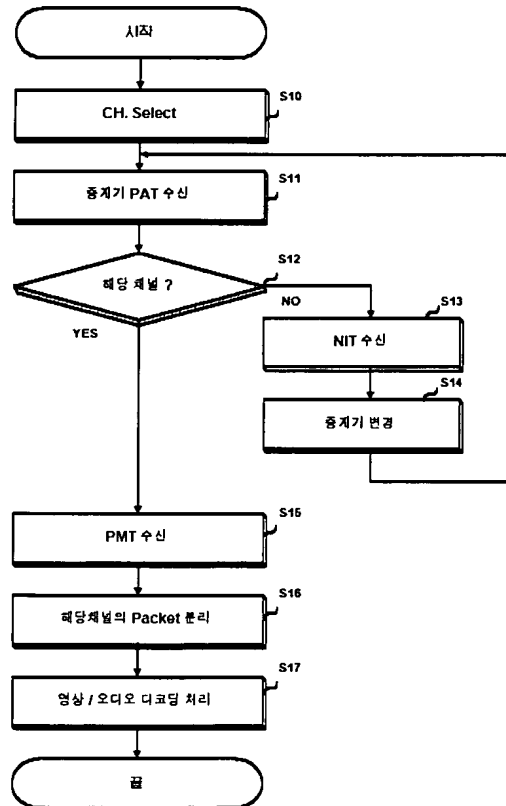 시작
S10
CH. Select
S11
중계기 PAT 수신
S12
해당 채널 ?
NO
YES
S13
NIT 수신
S14
중계기 변경
S15
PMT 수신
S16
해당채널의 Packet 분리
S17
영상 / 오디오 디코딩 처리
끝